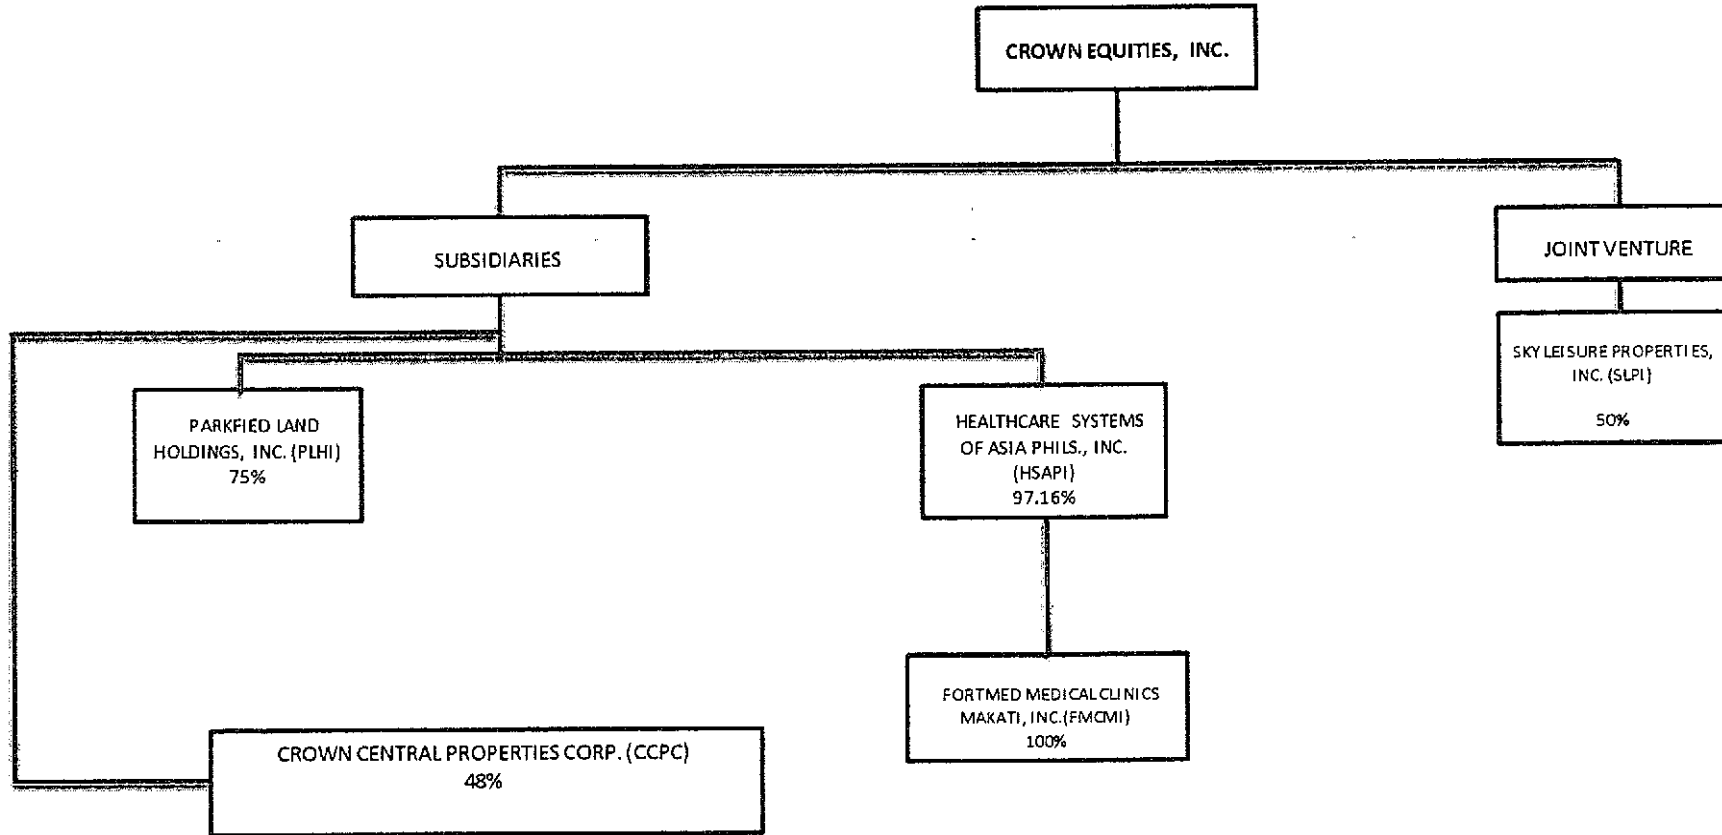 CROWN EQUITIES, INC.
SUBSIDIARIES
JOINT VENTURE
PARKFIED LAND
HOLDINGS, INC. (PLHI)
75%
HEALTHCARE SYSTEMS
OF ASIA PHILS., INC.
(HSAPI)
97.16%
SKY LEISURE PROPERTIES,
INC. (SLPI)
50%
FORTMED MEDICAL CLINICS
MAKATI, INC.(FMCMI)
100%
CROWN CENTRAL PROPERTIES CORP. (CCPC)
48%